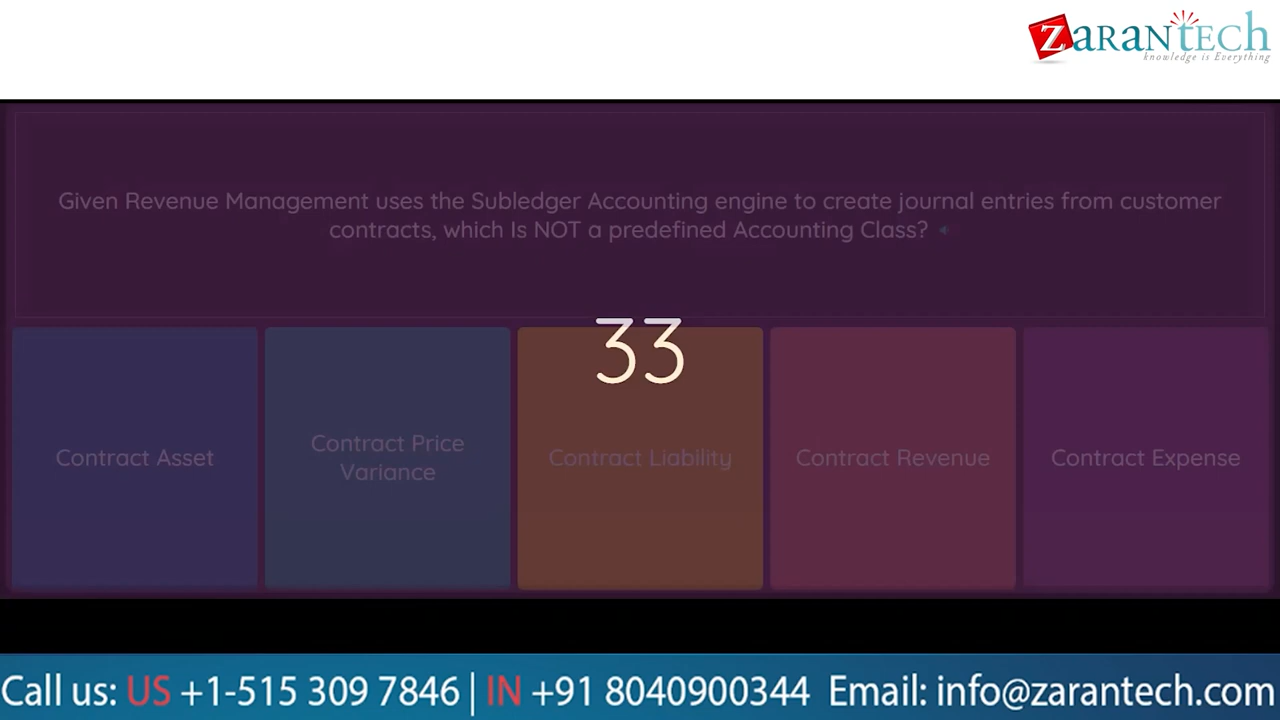 ZARANTECH
knowledge is Everything
Given Revenue Management uses the Subledger Accounting engine to create journal entries from customer
contracts, which Is NOT a predefined Accounting Class?
33
Contract Asset
Contract Price
Variance
Contract Liability
Contract Revenue
Contract Expense
Call us: US +1-515 309 7846 | IN +91 8040900344 Email: info@zarantech.com